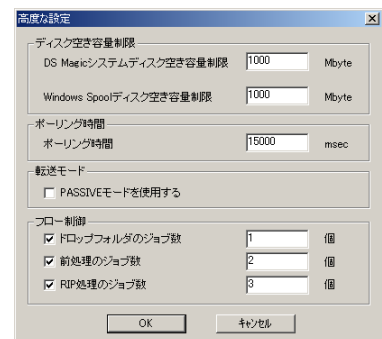 高度な設定
ディスク空き容量制限
DS Magicシステムディスク空き容量制限 1000 Mbyte
Windows Spoolディスク空き容量制限 1000 Mbyte
ポーリング時間
ポーリング時間 15000 msec
転送モード
PASSIVEモードを使用する
フロー制御
ドロップフォルダのジョブ数 1 個
前処理のジョブ数 2 個
RIP処理のジョブ数 3 個
OK キャンセル